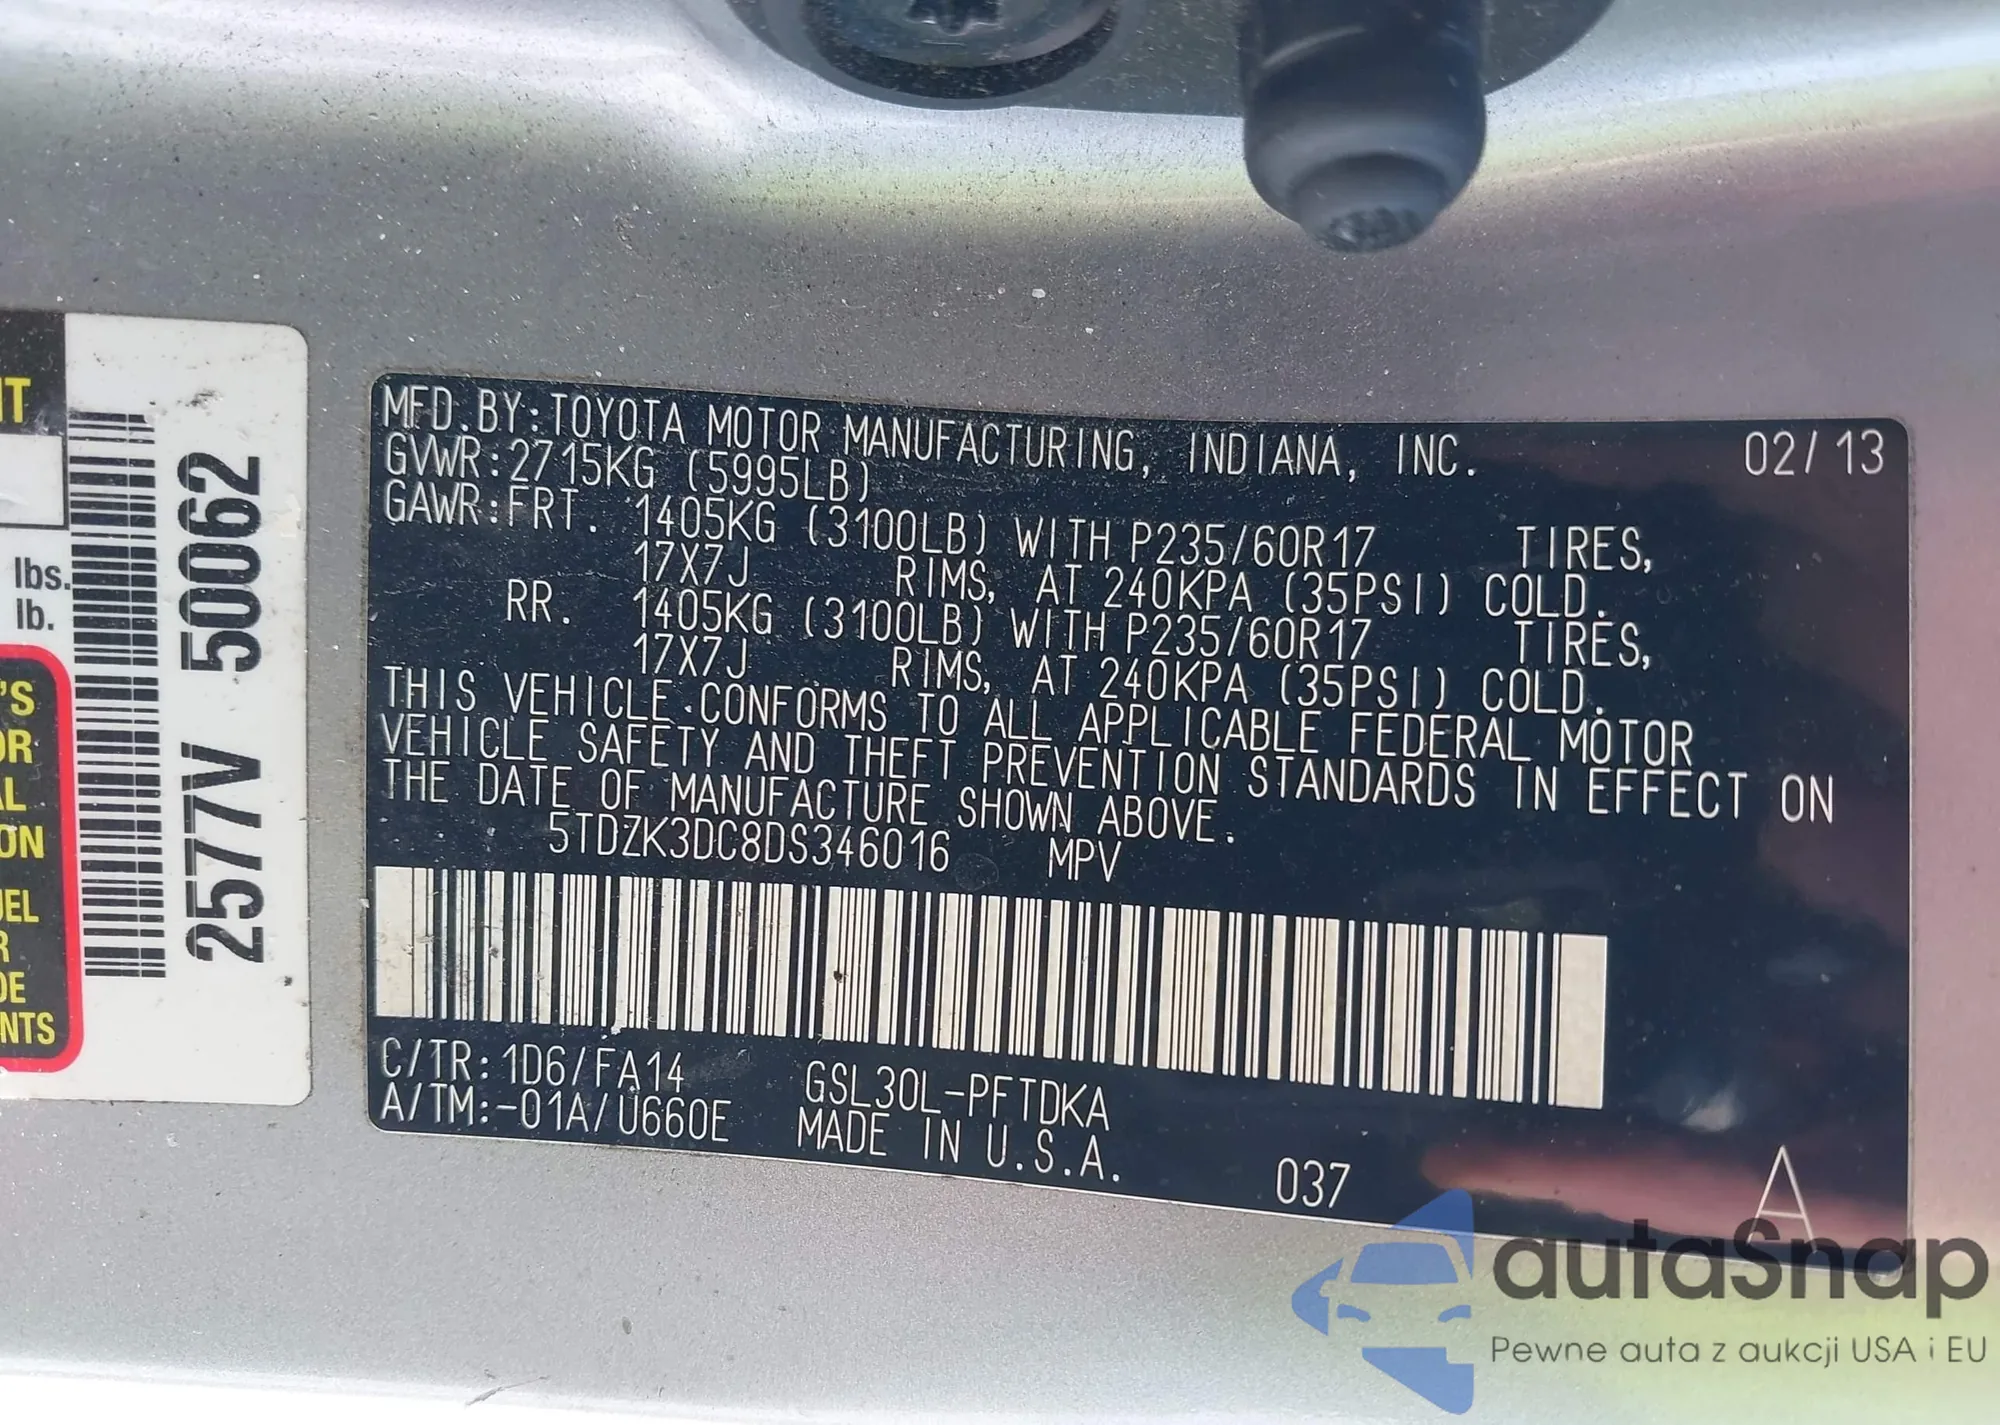 MFD.BY:TOYOTA MOTOR MANUFACTURING, INDIANA, INC. 02/13
GVWR:2715KG (5995LB)
GAWR:FRT. 1405KG (3100LB) WITH P235/60R17 TIRES,
17X7J RIMS, AT 240KPA (35PSI) COLD.
RR. 1405KG (3100LB) WITH P235/60R17 TIRES,
17X7J RIMS, AT 240KPA (35PSI) COLD.
THIS VEHICLE CONFORMS TO ALL APPLICABLE FEDERAL MOTOR
VEHICLE SAFETY AND THEFT PREVENTION STANDARDS IN EFFECT ON
THE DATE OF MANUFACTURE SHOWN ABOVE.
5TDZK3DC8DS346016 MPV
C/TR:1D6/FA14 GSL30L-PFTDKA
A/TM:-01A/U660E MADE IN U.S.A.
037 A
2577V 50062
lbs.
lb.
autaSnap
Pewne auta z aukcji USA i EU